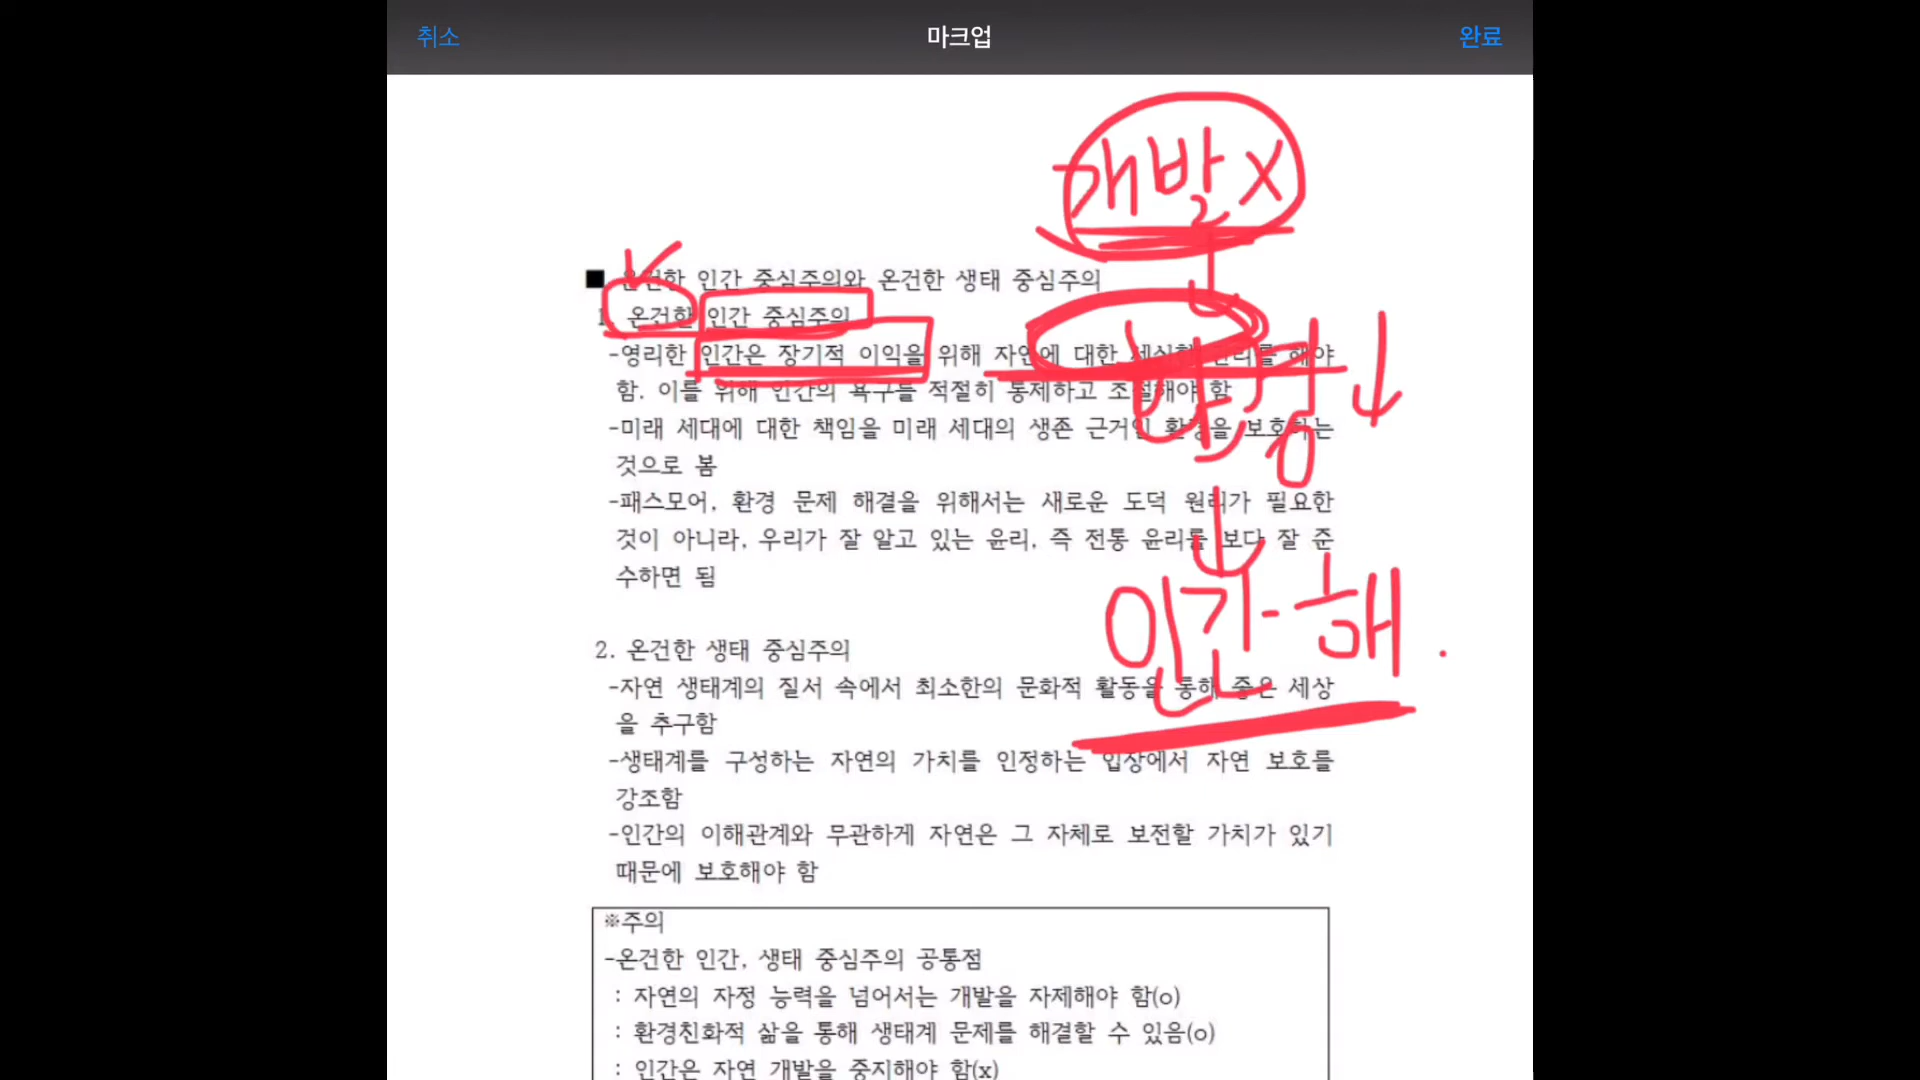 취소 마크업 완료
개발 X
■ 온건한 인간 중심주의와 온건한 생태 중심주의
1. 온건한 인간 중심주의
-영리한 인간은 장기적 이익을 위해 자연에 대한 세심한 관리를 해야
함. 이를 위해 인간의 욕구를 적절히 통제하고 조절해야 함
-미래 세대에 대한 책임을 미래 세대의 생존 근거인 환경을 보호하는
것으로 봄
-패스모어, 환경 문제 해결을 위해서는 새로운 도덕 원리가 필요한
것이 아니라, 우리가 잘 알고 있는 윤리, 즉 전통 윤리를 보다 잘 준
수하면 됨
인간-해
2. 온건한 생태 중심주의
-자연 생태계의 질서 속에서 최소한의 문화적 활동을 통해 좋은 세상
을 추구함
-생태계를 구성하는 자연의 가치를 인정하는 입장에서 자연 보호를
강조함
-인간의 이해관계와 무관하게 자연은 그 자체로 보전할 가치가 있기
때문에 보호해야 함
※주의
-온건한 인간, 생태 중심주의 공통점
: 자연의 자정 능력을 넘어서는 개발을 자제해야 함(o)
: 환경친화적 삶을 통해 생태계 문제를 해결할 수 있음(o)
: 인간은 자연 개발을 중지해야 함(x)